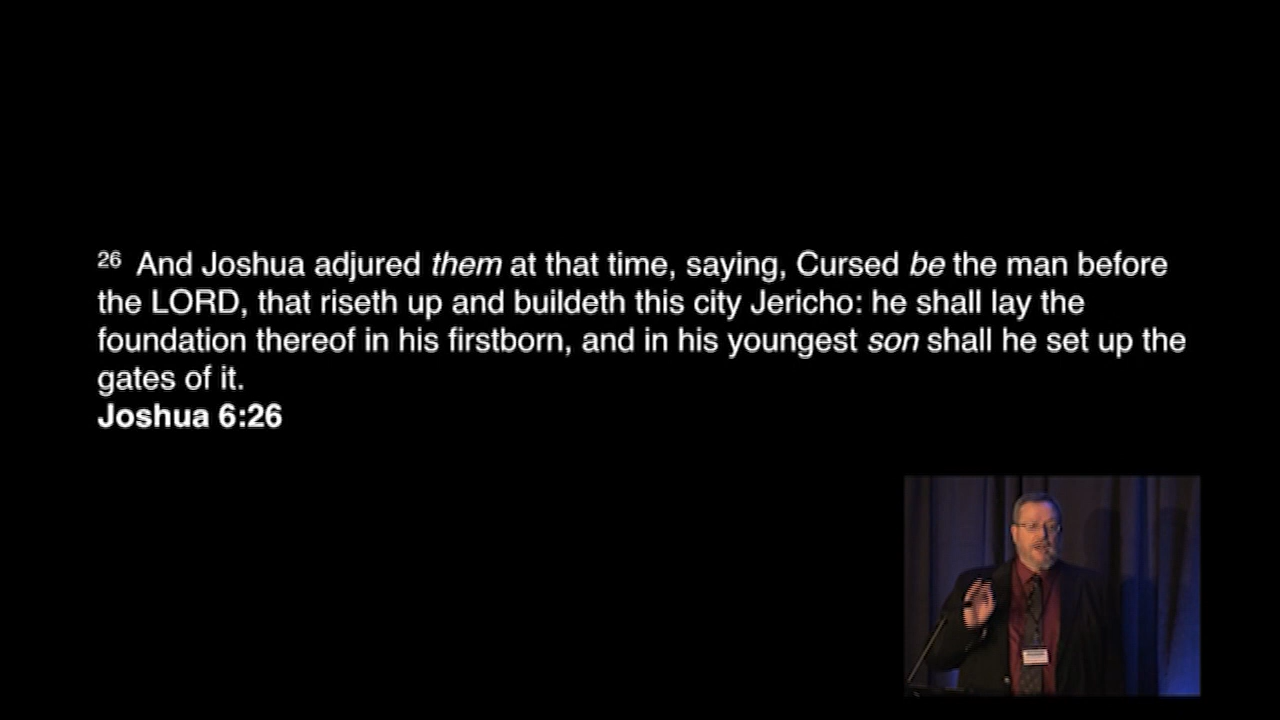 26 And Joshua adjured them at that time, saying, Cursed be the man before
the LORD, that riseth up and buildeth this city Jericho: he shall lay the
foundation thereof in his firstborn, and in his youngest son shall he set up the
gates of it.
Joshua 6:26